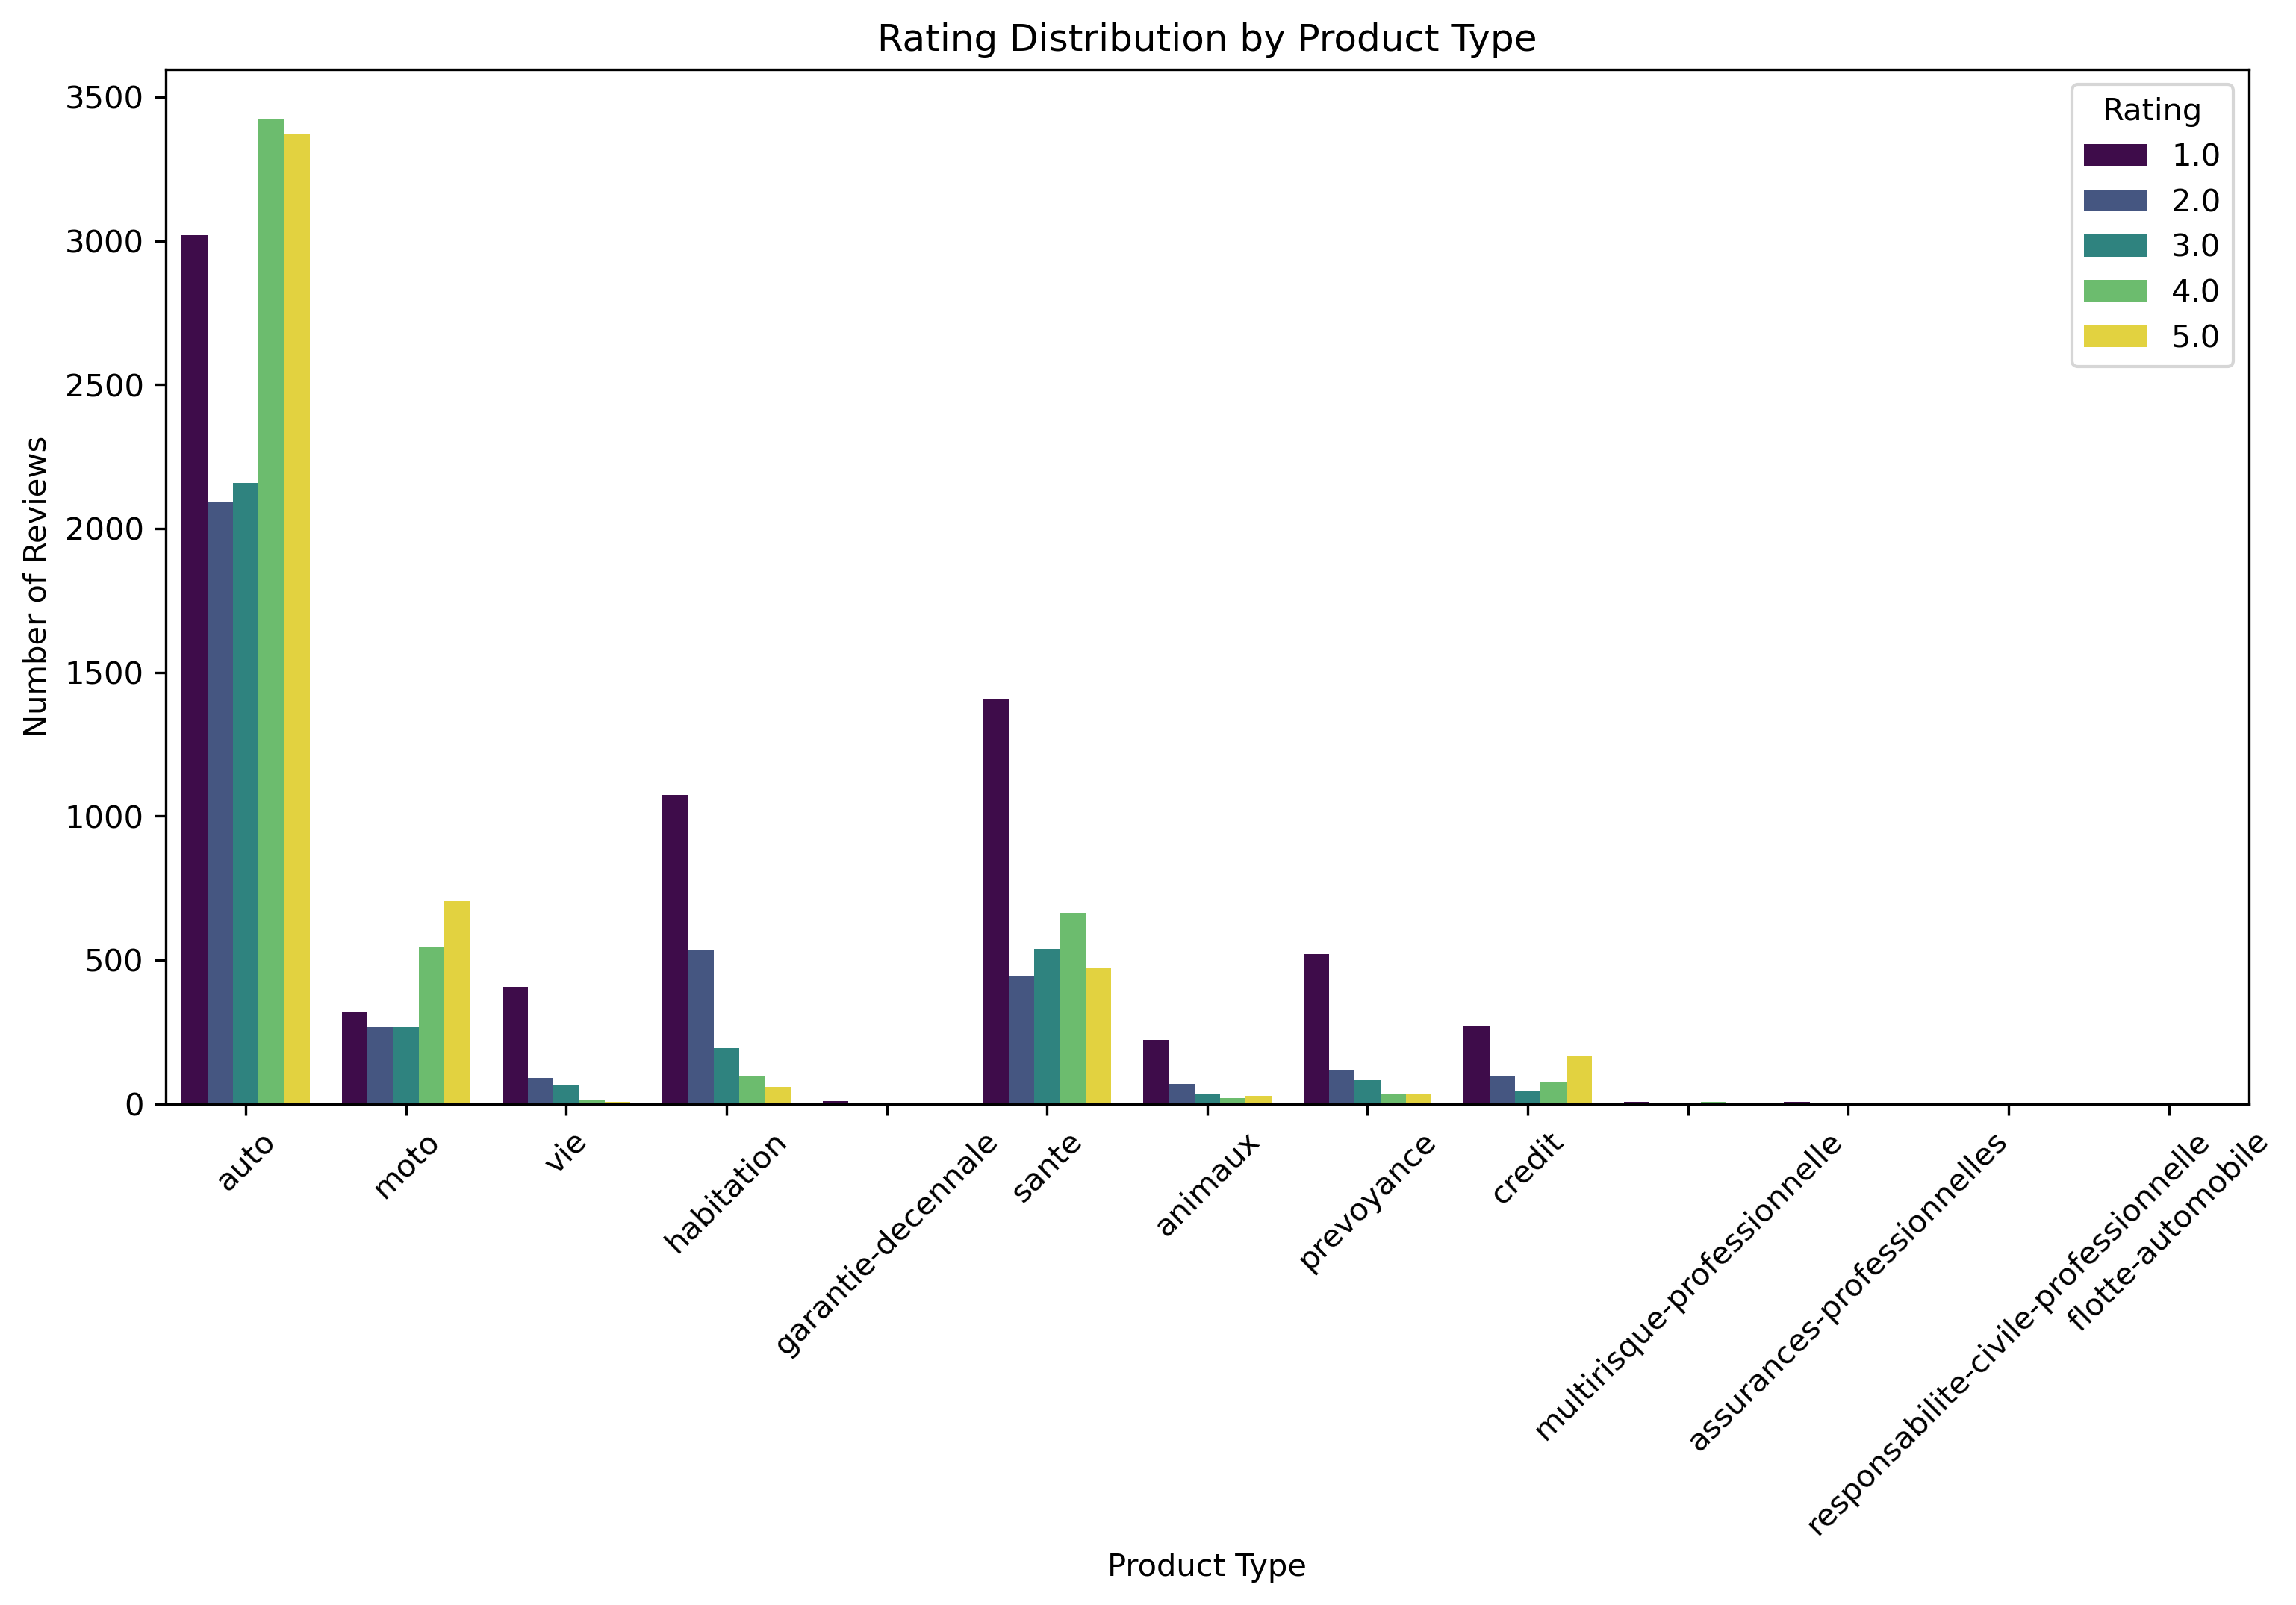 Rating Distribution by Product Type
Number of Reviews
3500
3000
2500
2000
1500
1000
500
0
Rating
1.0
2.0
3.0
4.0
5.0
auto
moto
vie
habitation
garantie-decennale
sante
animaux
prevoyance
credit
multirisque-professionnelle
assurances-professionnelles
responsabilite-civile-professionnelle
flotte-automobile
Product Type